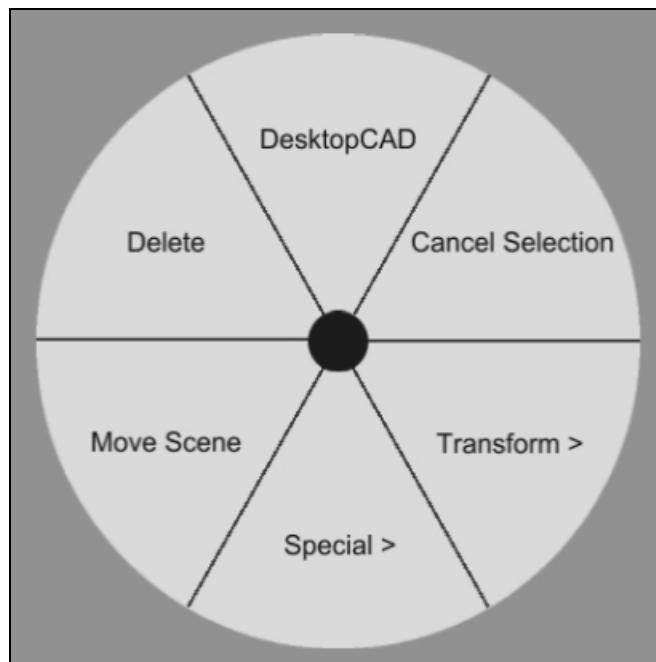 DesktopCAD
Delete
Cancel Selection
Move Scene
Transform >
Special >